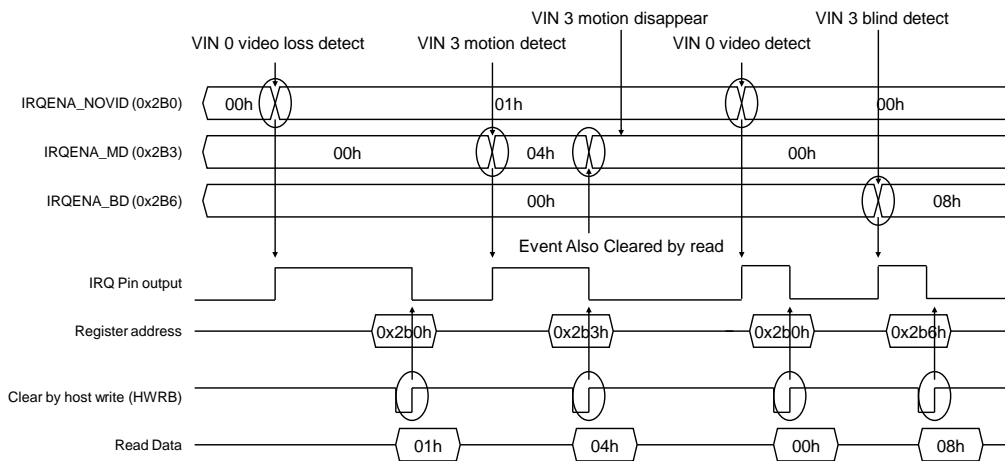 VIN 3 motion disappear
VIN 3 blind detect
VIN 0 video loss detect
VIN 3 motion detect
VIN 0 video detect
IRQENA_NOVID (0x2B0)
00h
01h
00h
IRQENA_MD (0x2B3)
00h
04h
00h
IRQENA_BD (0x2B6)
00h
08h
Event Also Cleared by read
IRQ Pin output
Register address
0x2b0h
0x2b3h
0x2b0h
0x2b6h
Clear by host write (HWRB)
Read Data
01h
04h
00h
08h